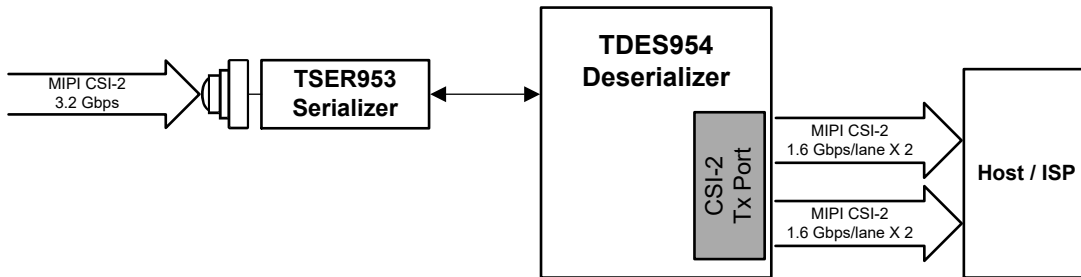 MIPI CSI-2
3.2 Gbps
TSER953
Serializer
TDES954
Deserializer
CSI-2
Tx Port
MIPI CSI-2
1.6 Gbps/lane X 2
MIPI CSI-2
1.6 Gbps/lane X 2
Host / ISP